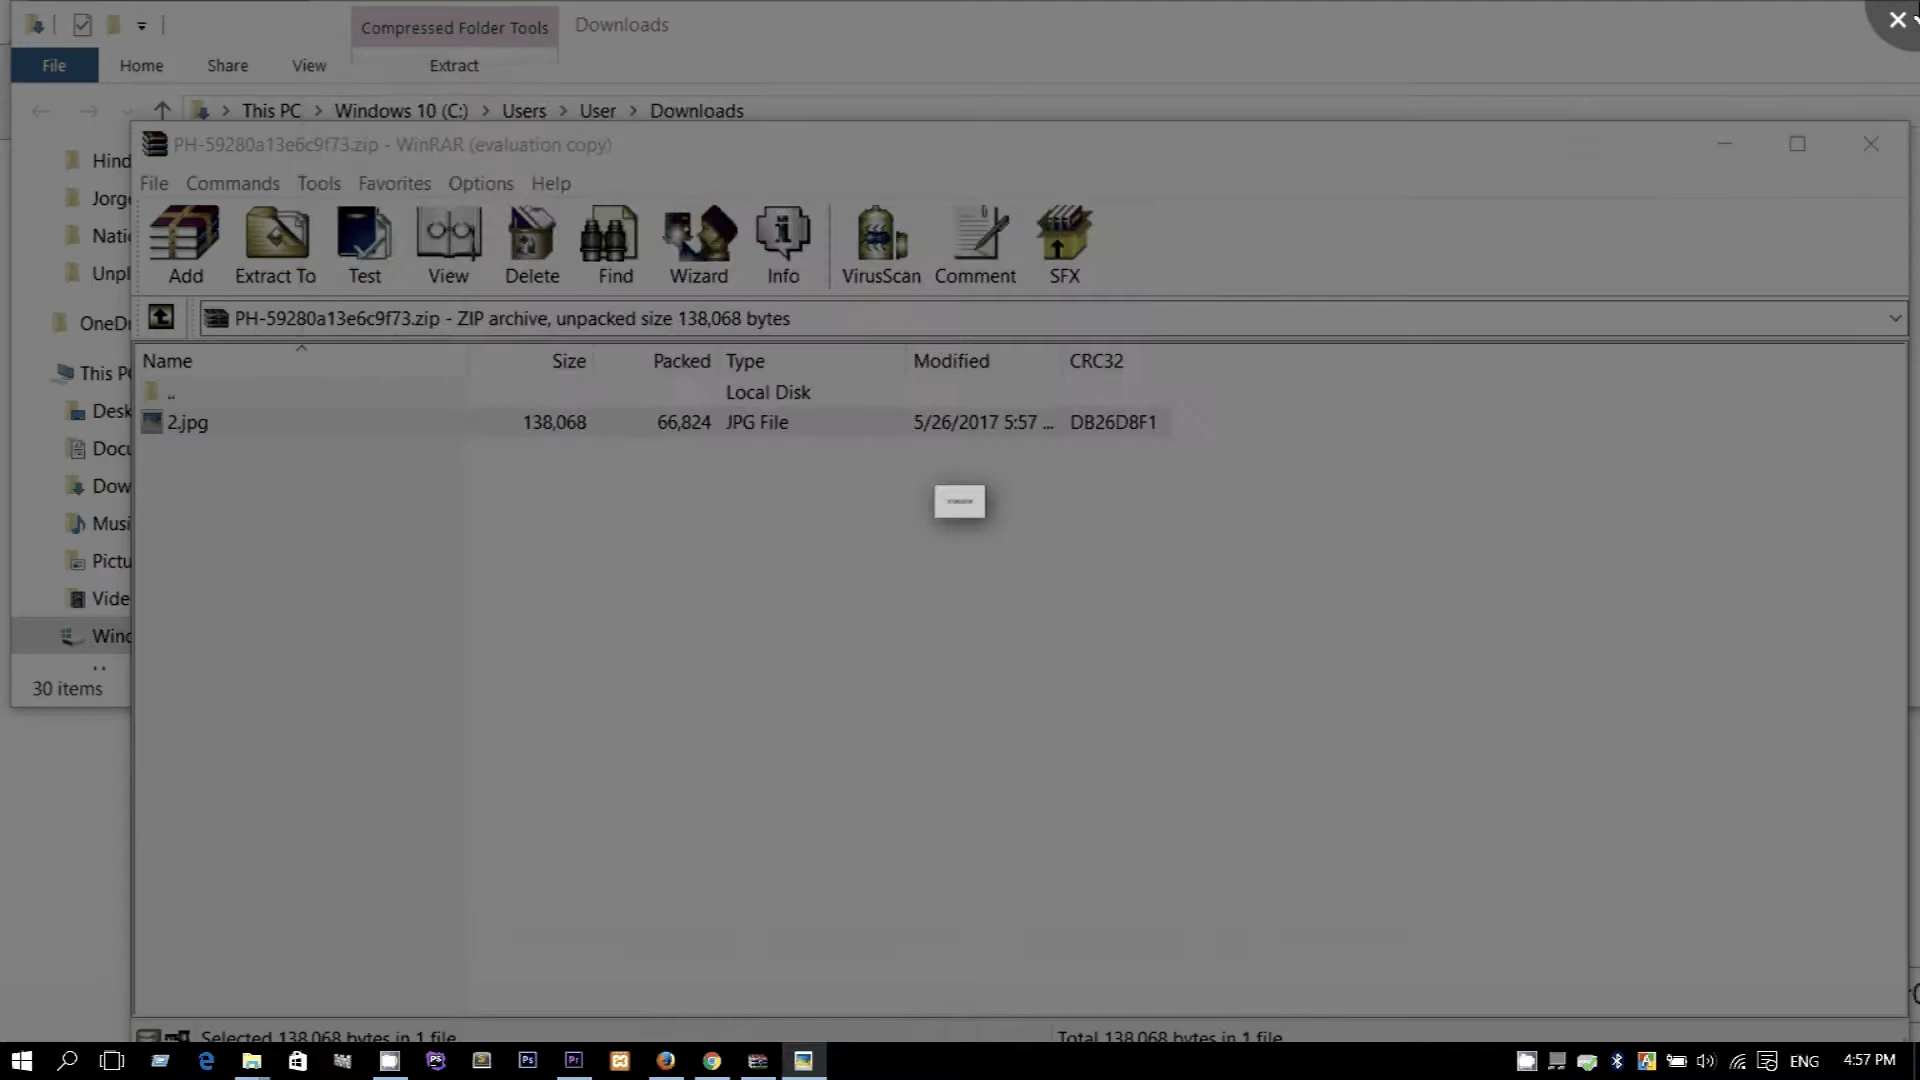 Compressed Folder Tools
Downloads
File
Home
Share
View
Extract
This PC
Windows 10 (C:)
Users
User
Downloads
PH-59280a13e6c9f73.zip - WinRAR (evaluation copy)
File
Commands
Tools
Favorites
Options
Help
Add
Extract To
Test
View
Delete
Find
Wizard
Info
VirusScan
Comment
SFX
PH-59280a13e6c9f73.zip - ZIP archive, unpacked size 138,068 bytes
Name
Size
Packed
Type
Modified
CRC32
..
Local Disk
2.jpg
138,068
66,824
JPG File
5/26/2017 5:57 ...
DB26D8F1
Hind
Jorge
Natio
Unpl
OneDr
This P
Desk
Docu
Dow
Musi
Pictu
Vide
Wind
30 items
Selected 138,068 bytes in 1 file
Total 138,068 bytes in 1 file
ENG
4:57 PM